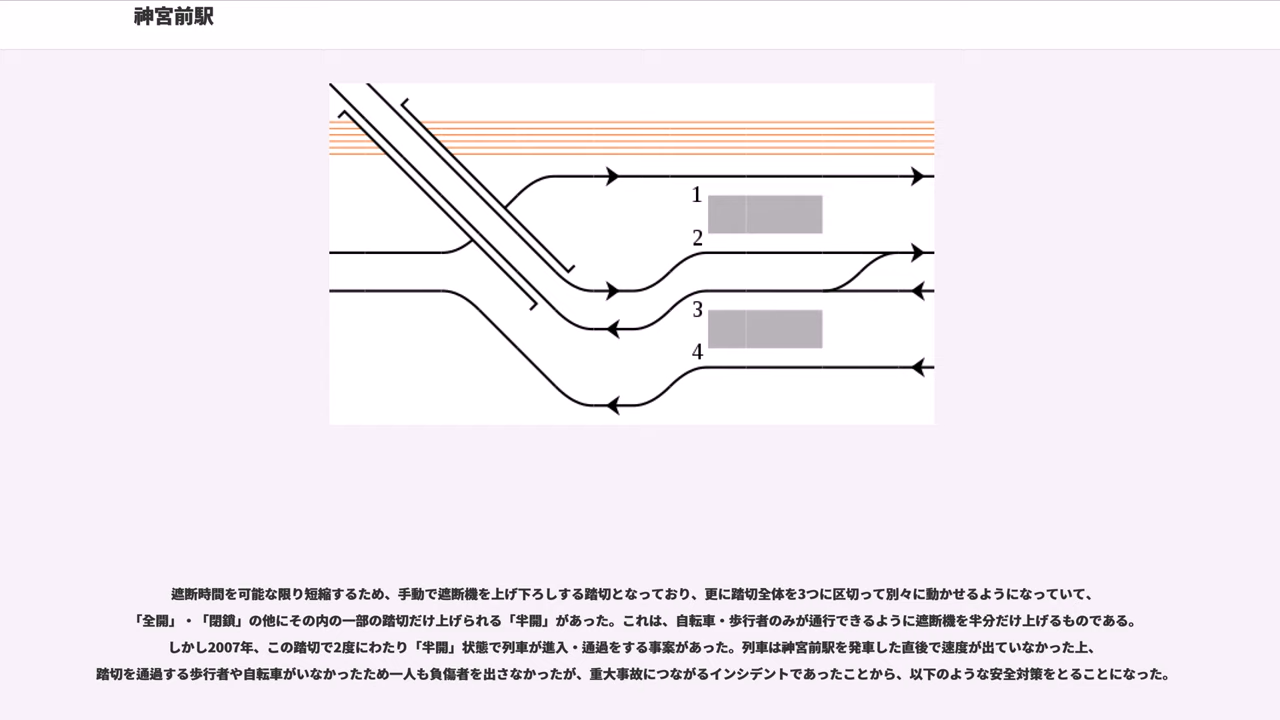 神宮前駅
1
2
3
4
遮断時間を可能な限り短縮するため、手動で遮断機を上げ下ろしする踏切となっており、更に踏切全体を3つに区切って別々に動かせるようになっていて、
「全開」・「閉鎖」の他にその内の一部の踏切だけ上げられる「半開」があった。これは、自転車・歩行者のみが通行できるように遮断機を半分だけ上げるものである。
しかし2007年、この踏切で2度にわたり「半開」状態で列車が進入・通過をする事案があった。列車は神宮前駅を発車した直後で速度が出ていなかった上、
踏切を通過する歩行者や自転車がいなかったため一人も負傷者を出さなかったが、重大事故につながるインシデントであったことから、以下のような安全対策をとることになった。